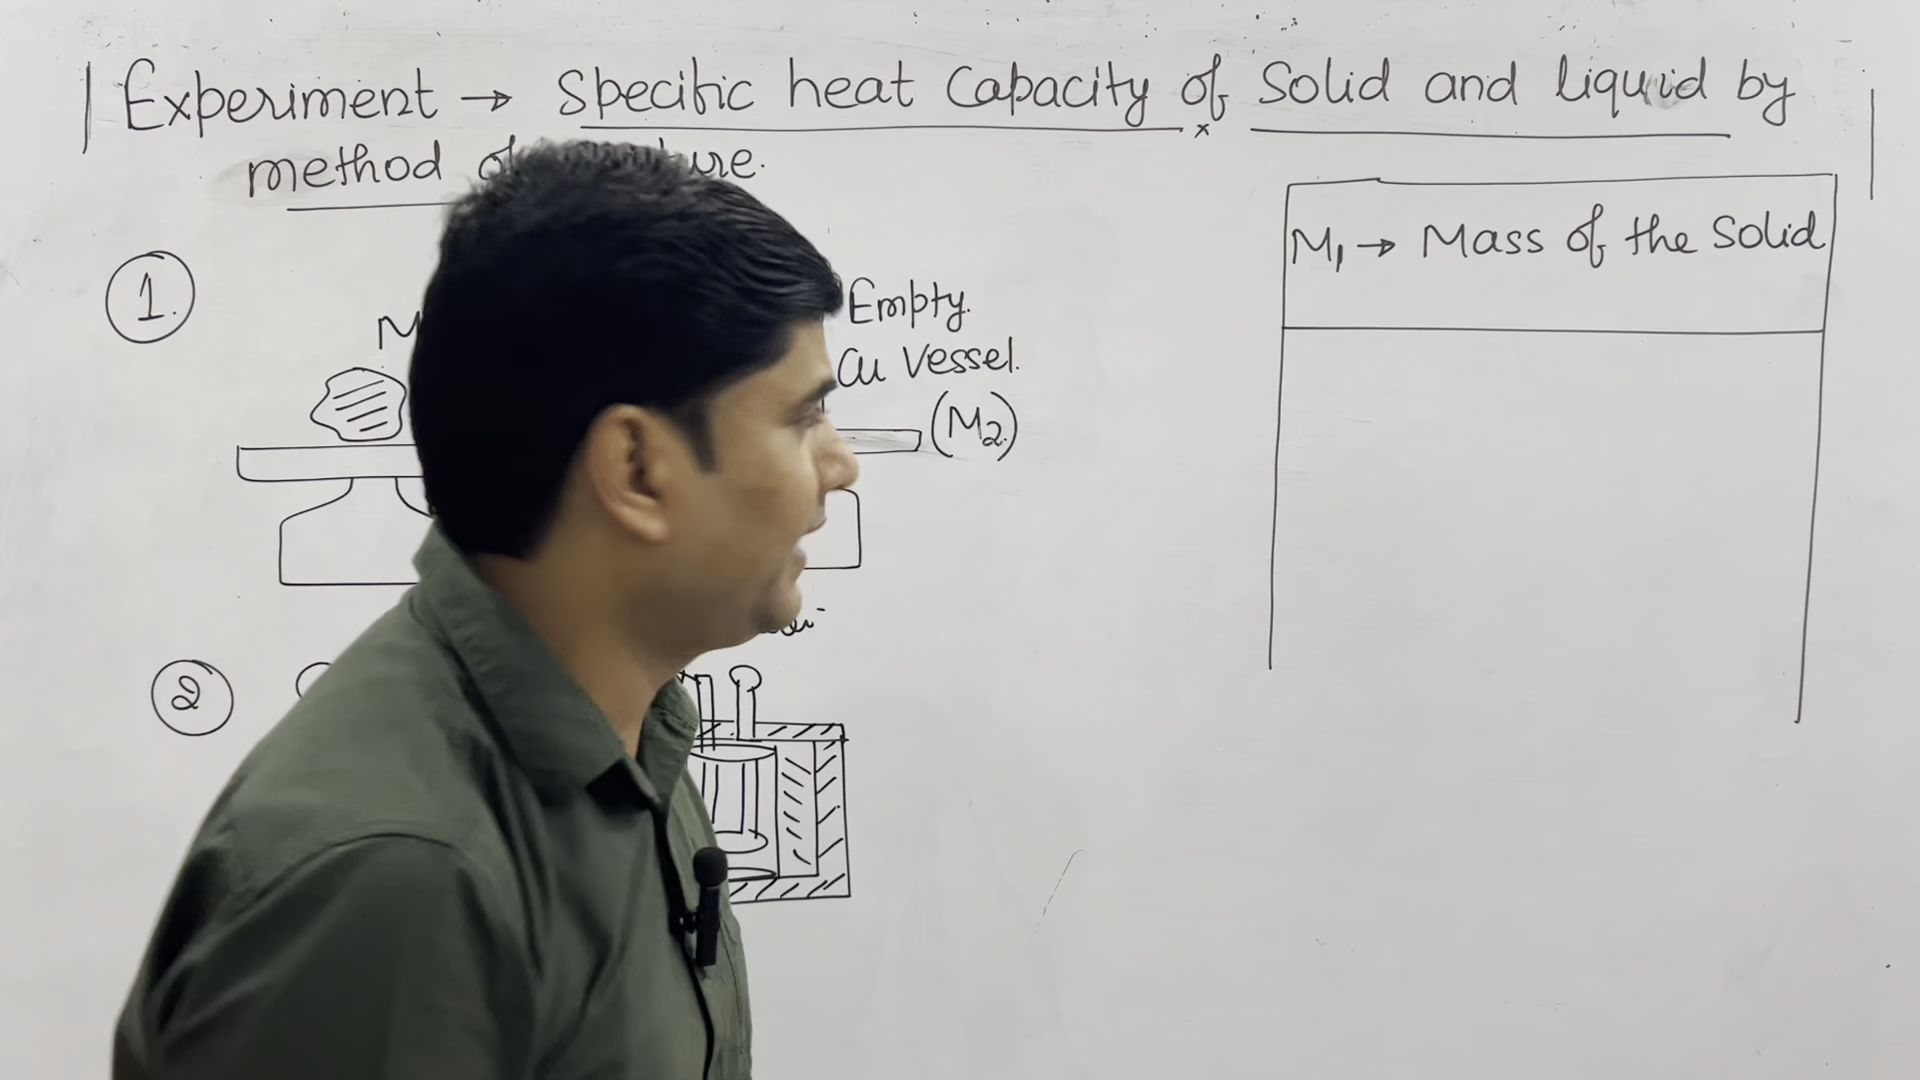 Experiment → Specific heat Capacity of Solid and liquid by
method
M1 → Mass of the Solid
1.
Empty.
Cu Vessel.
(M2)
2